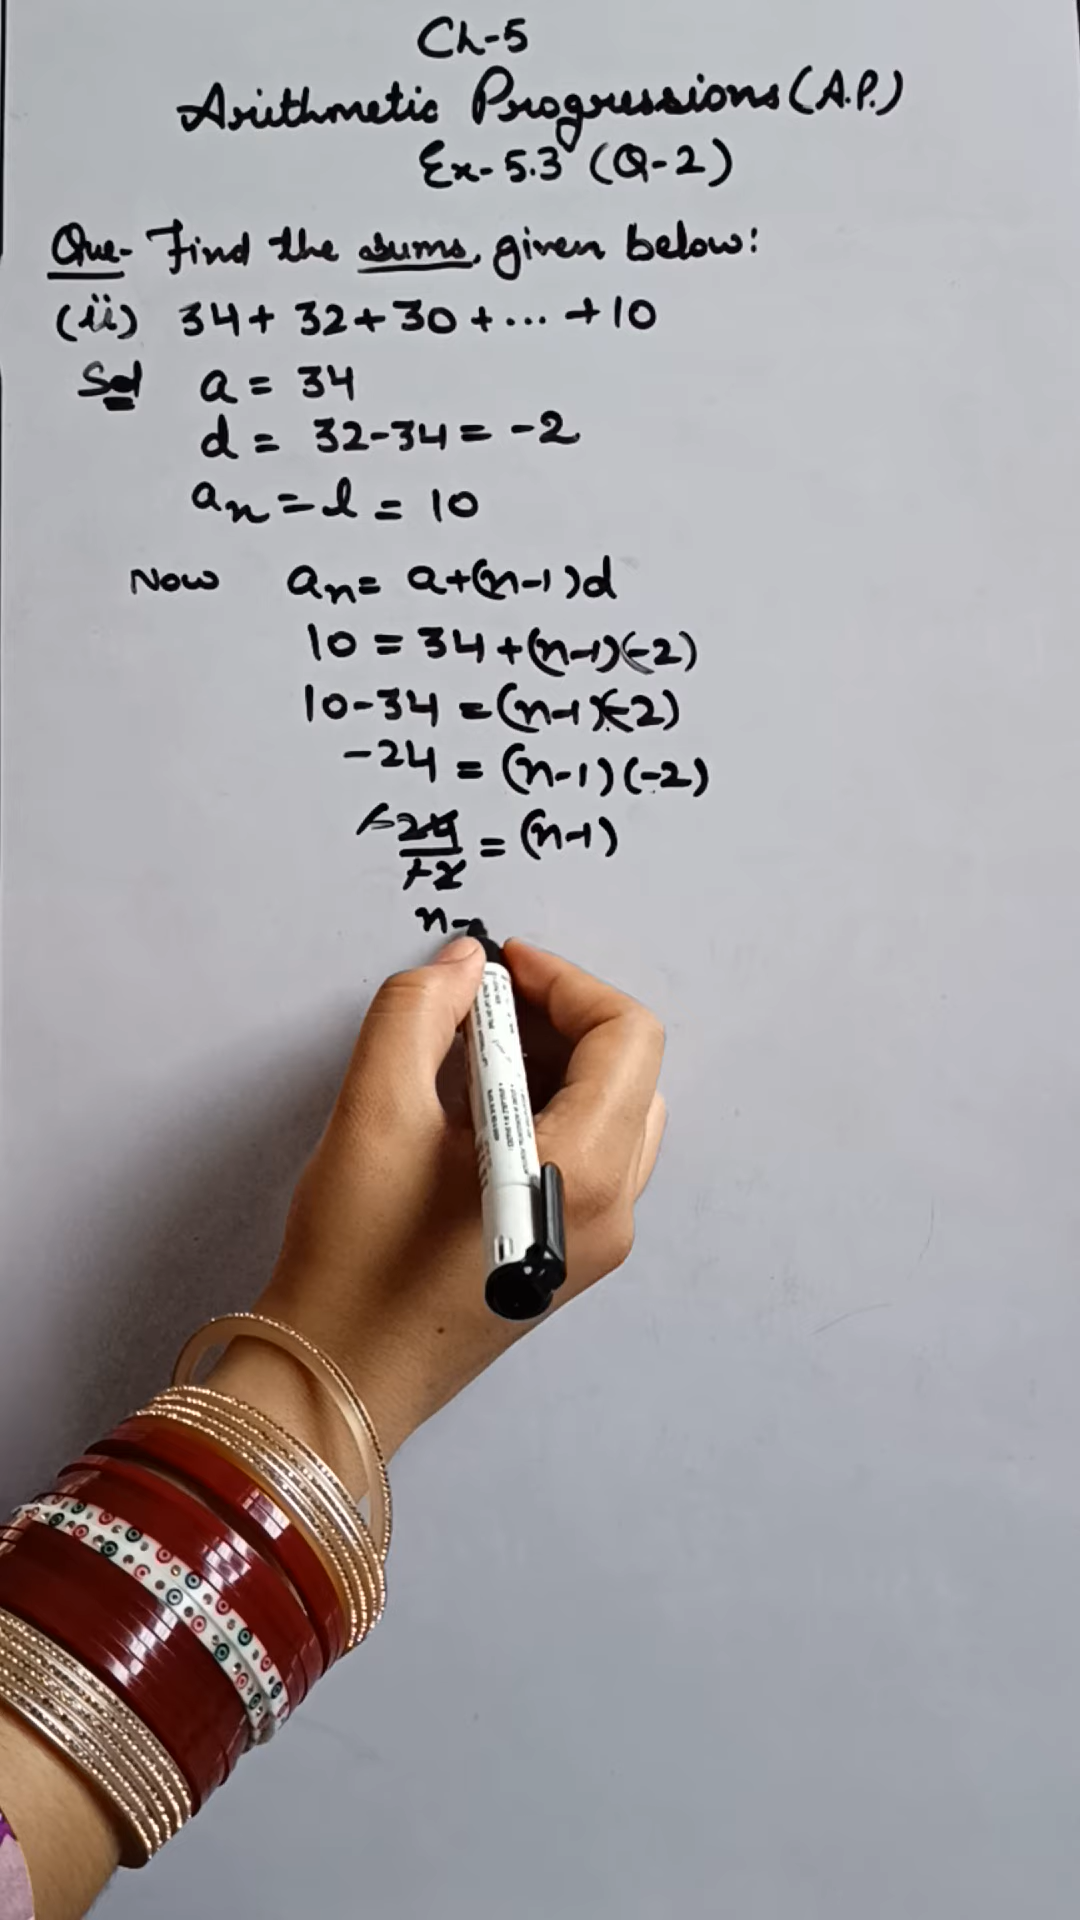 Ch-5
Arithmetic Progressions (A.P.)
Ex-5.3 (Q-2)
Que- Find the sums, given below:
(ii) 34+ 32+30+...+10
Sol a = 34
d = 32-34 = -2
an = l = 10
Now an = a+(n-1)d
10 = 34+(n-1)(-2)
10-34 = (n-1)(-2)
-24 = (n-1)(-2)
-24/-2 = (n-1)
n-